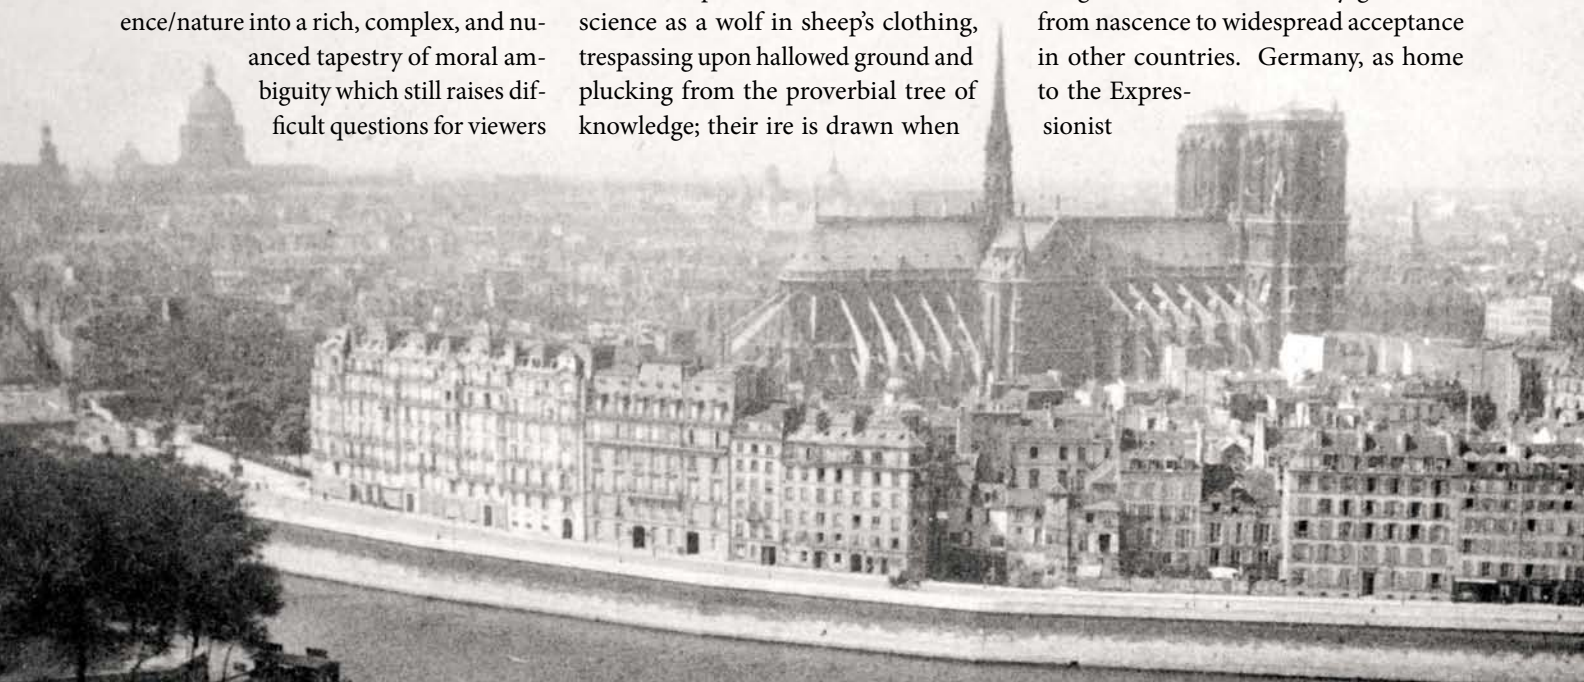 ence/nature into a rich, complex, and nu-
anced tapestry of moral am-
biguity which still raises dif-
ficult questions for viewers
science as a wolf in sheep's clothing,
trespassing upon hallowed ground and
plucking from the proverbial tree of
knowledge; their ire is drawn when
from nascence to widespread acceptance
in other countries. Germany, as home
to the Expres-
sionist